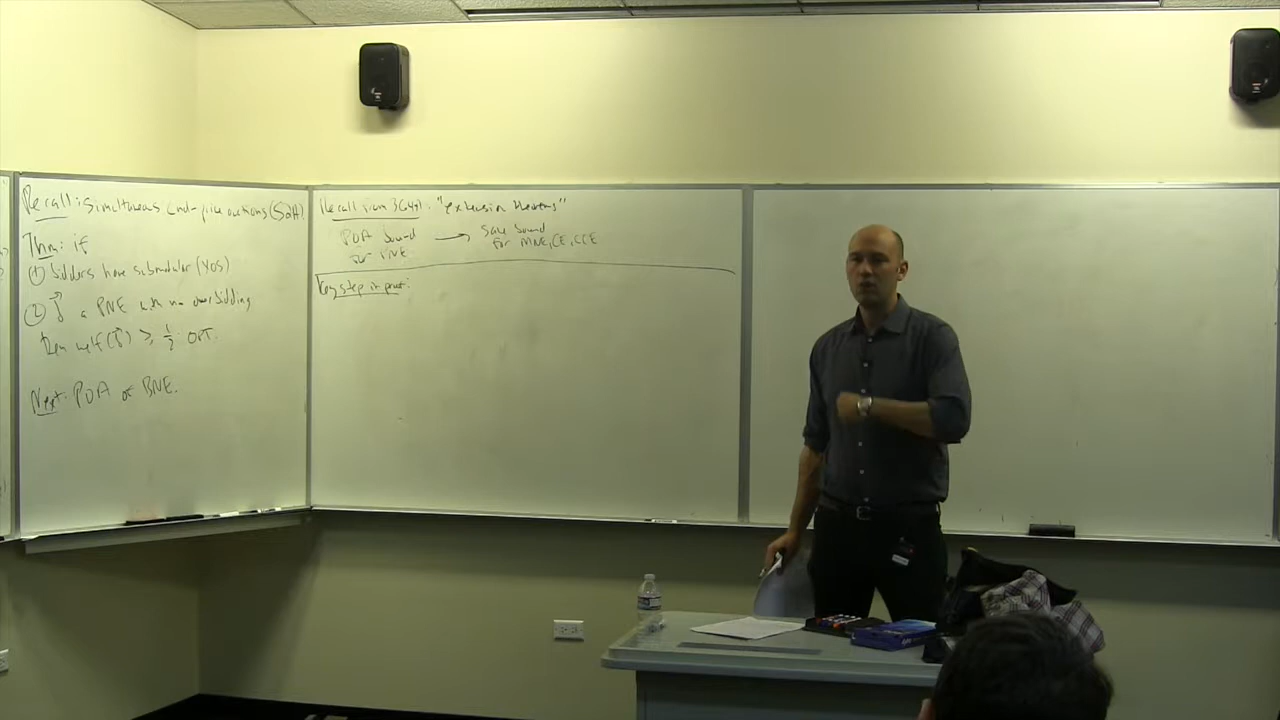 Recall: simultaneous 2nd-price auctions (S2A).
Thm: if
① bidders have submodular (XOS)
② b a PNE with no overbidding
then welf(b) ≥ 1/2 OPT.
Next: POA of BNE.
Recall from 364A: "extension theorems"
POA bound for PNE → same bound for MNE, CE, CCE
Key step in proof: